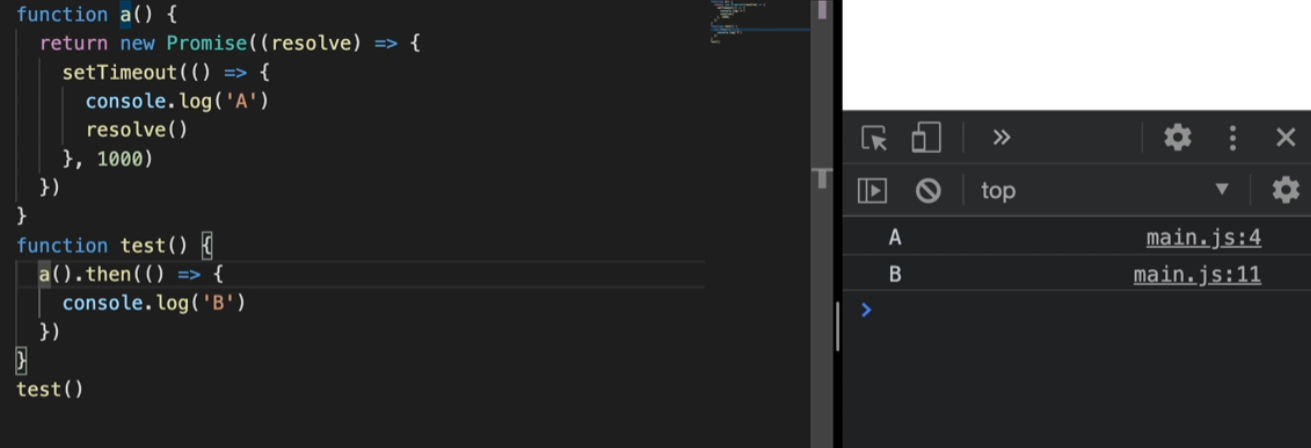 function a() {
return new Promise((resolve) => {
setTimeout(() => {
console.log('A')
resolve()
}, 1000)
})
}
function test() {
a().then(() => {
console.log('B')
})
}
test()
top
A main.js:4
B main.js:11